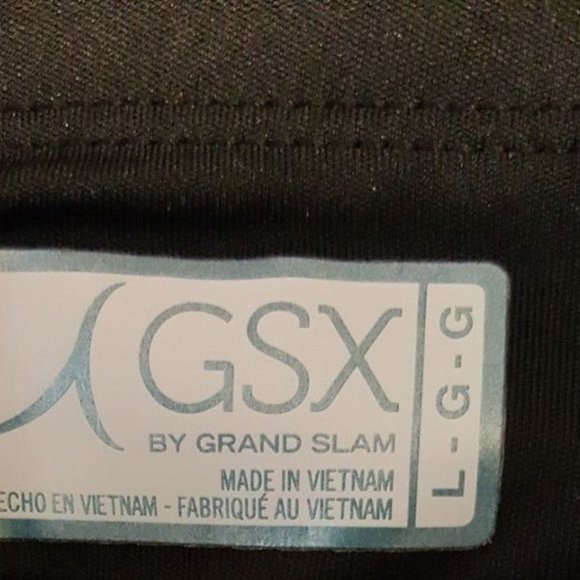 GSX
BY GRAND SLAM
MADE IN VIETNAM
ECHO EN VIETNAM - FABRIQUÉ AU VIETNAM
L - G - G